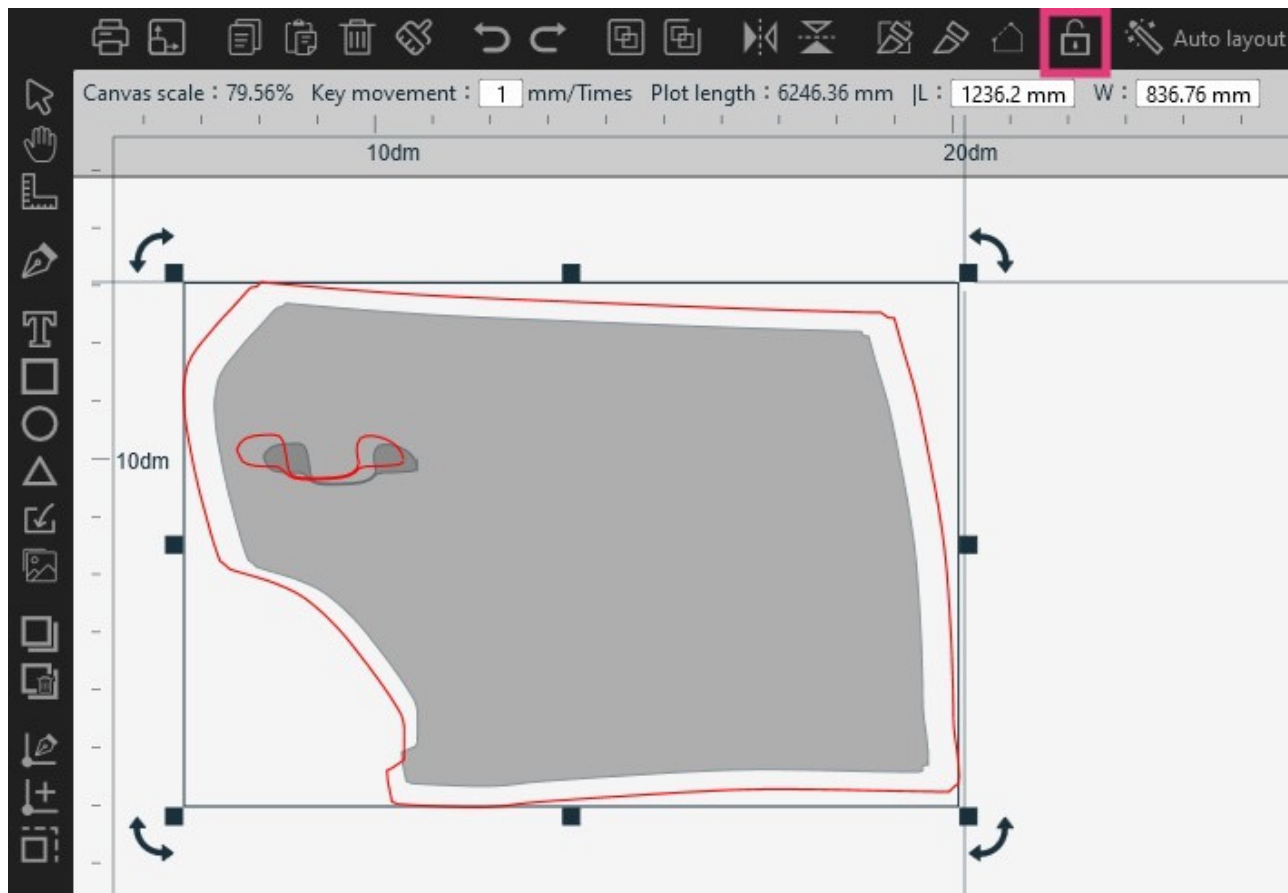 Auto layout
Canvas scale：79.56% Key movement： 1 mm/Times Plot length：6246.36 mm |L： 1236.2 mm W： 836.76 mm
10dm 20dm
10dm